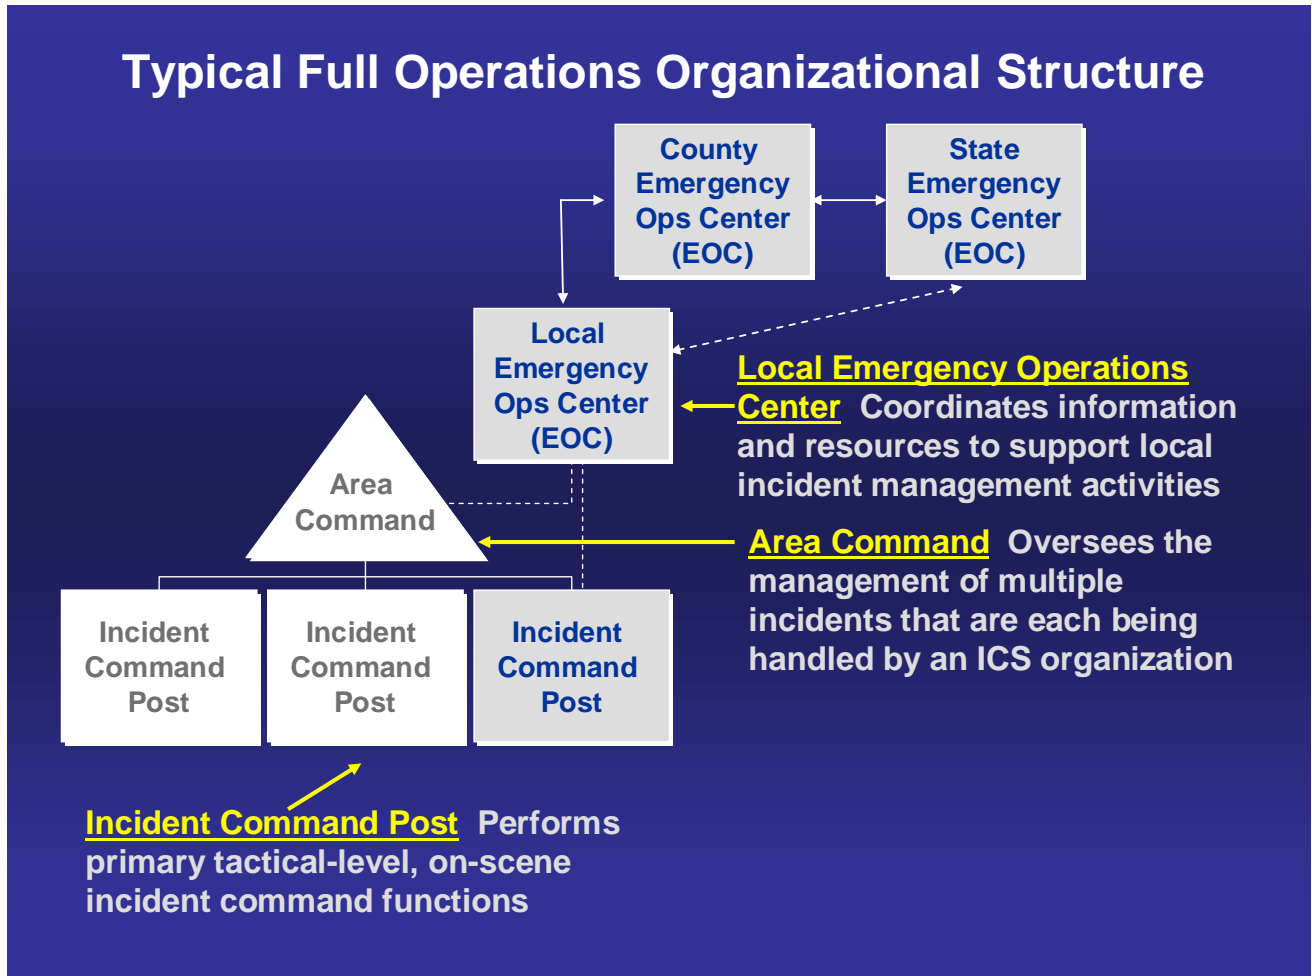 Typical Full Operations Organizational Structure
County
Emergency
Ops Center
(EOC)
State
Emergency
Ops Center
(EOC)
Local
Emergency
Ops Center
(EOC)
Local Emergency Operations
Center Coordinates information
and resources to support local
incident management activities
Area
Command
Area Command Oversees the
management of multiple
incidents that are each being
handled by an ICS organization
Incident
Command
Post
Incident
Command
Post
Incident
Command
Post
Incident Command Post Performs
primary tactical-level, on-scene
incident command functions